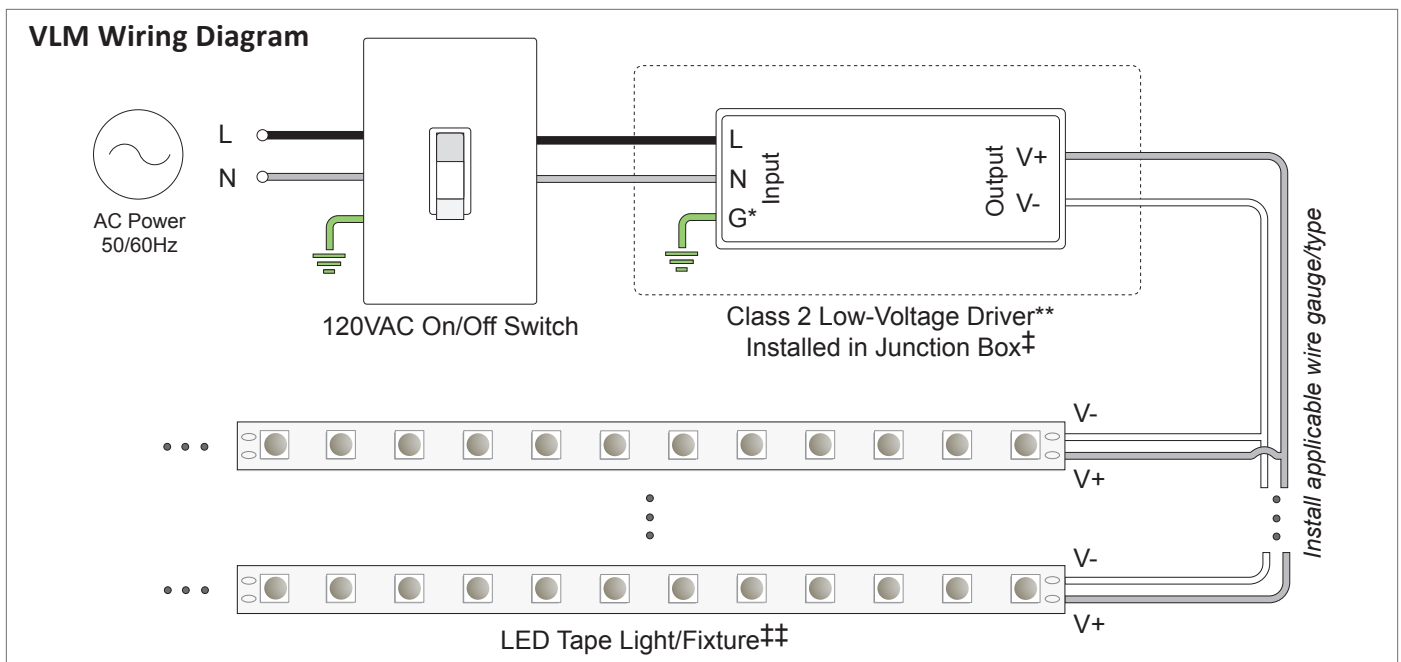 VLM Wiring Diagram
L
N
AC Power
50/60Hz
120VAC On/Off Switch
L
N
G*
Input
Output
V+
V-
Class 2 Low-Voltage Driver**
Installed in Junction Box‡
Install applicable wire gauge/type
V-
V+
V-
V+
LED Tape Light/Fixture‡‡